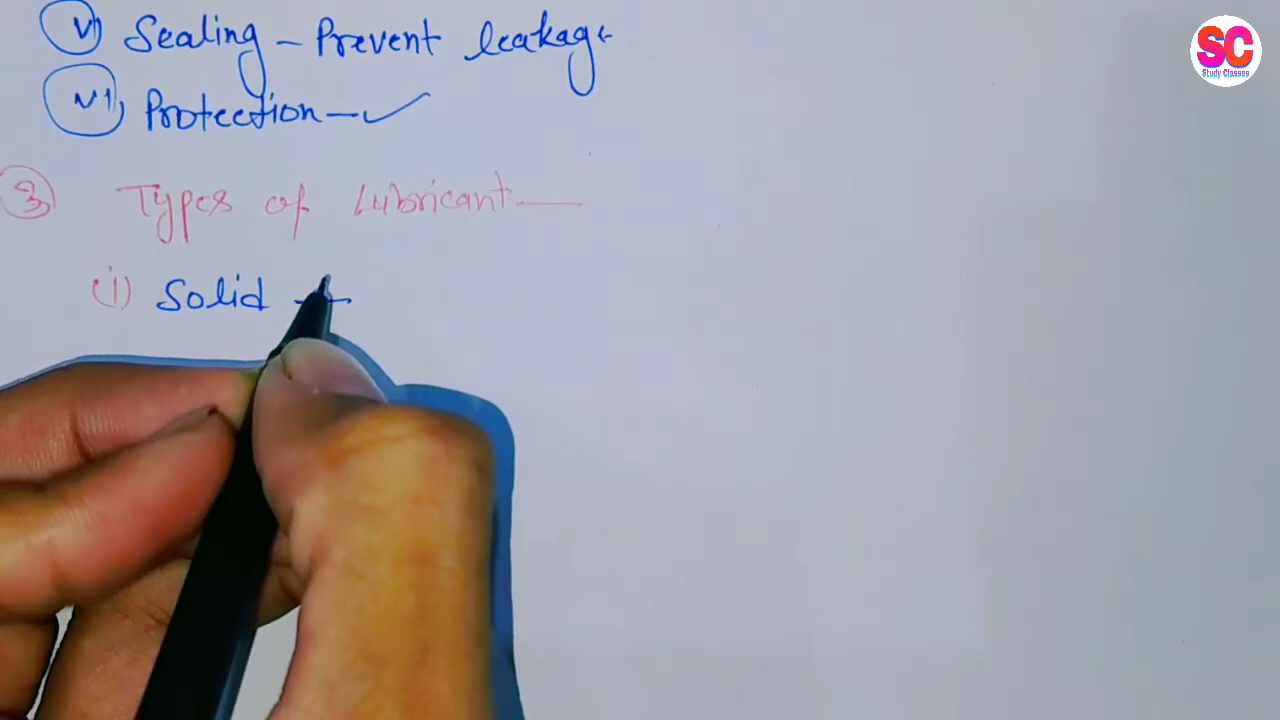 (v) Sealing - Prevent leakage
(vi) Protection - ✓
(3) Types of Lubricant —
(i) Solid -
SC
Study Classes